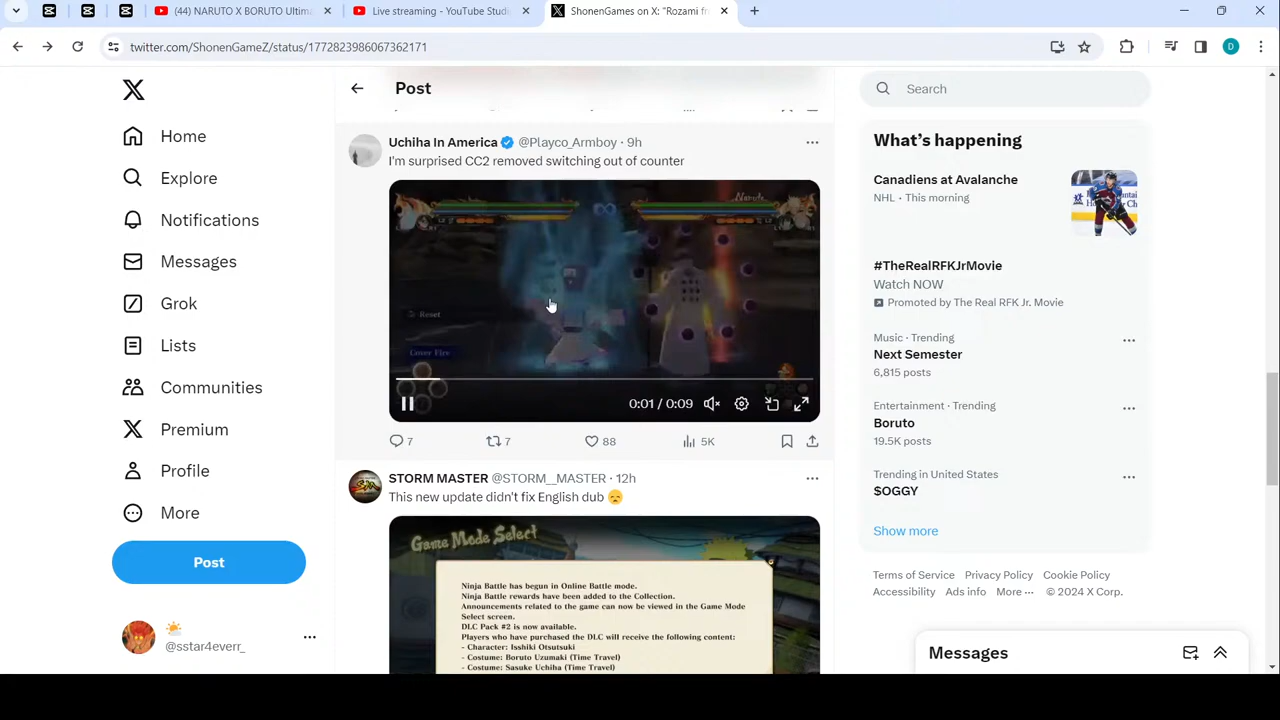 (44) NARUTO X BORUTO Ultima
Live streaming - YouTube Studi
ShonenGames on X: "Rozami fr
twitter.com/ShonenGameZ/status/1772823986067362171
D
Home
Explore
Notifications
Messages
Grok
Lists
Communities
Premium
Profile
More
Post
@sstar4everr_
Post
Uchiha In America @Playco_Armboy · 9h
I'm surprised CC2 removed switching out of counter
Naruto
Reset
0:01 / 0:09
7
7
88
5K
STORM MASTER @STORM__MASTER · 12h
This new update didn't fix English dub 😞
Game Mode Select
Ninja Battle has begun in Online Battle mode.
Ninja Battle rewards have been added to the Collection.
Announcements related to the game can now be viewed in the Game Mode
Select screen.
DLC Pack #2 is now available.
Players who have purchased the DLC will receive the following content:
- Character: Isshiki Otsutsuki
- Costume: Boruto Uzumaki (Time Travel)
- Costume: Sasuke Uchiha (Time Travel)
Search
What's happening
Canadiens at Avalanche
NHL · This morning
#TheRealRFKJrMovie
Watch NOW
Promoted by The Real RFK Jr. Movie
Music · Trending
Next Semester
6,815 posts
Entertainment · Trending
Boruto
19.5K posts
Trending in United States
$OGGY
Show more
Terms of Service Privacy Policy Cookie Policy
Accessibility Ads info More ··· © 2024 X Corp.
Messages